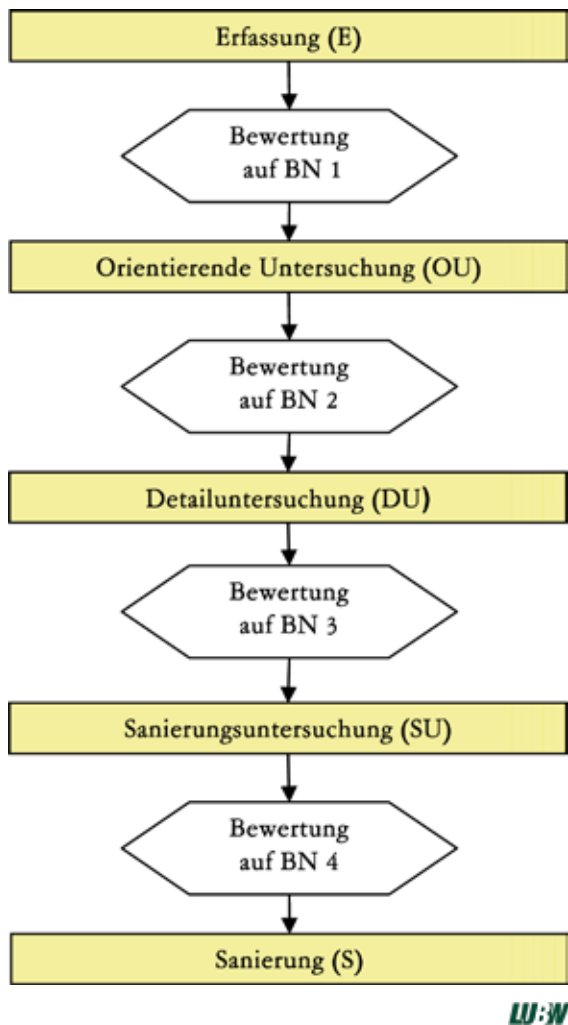 Erfassung (E)
Bewertung
auf BN 1
Orientierende Untersuchung (OU)
Bewertung
auf BN 2
Detailuntersuchung (DU)
Bewertung
auf BN 3
Sanierungsuntersuchung (SU)
Bewertung
auf BN 4
Sanierung (S)
LUBW